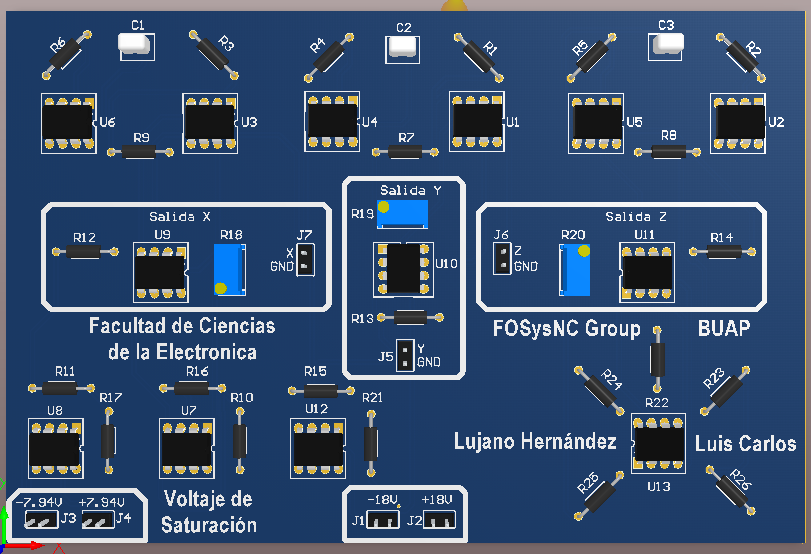 C1 C2 C3
R6 R3 R4 R1 R5 R2
U6 U3 U4 U1 U5 U2
R9 R7 R8
Salida X
R12 U9 R18 J7
X
GND
Salida Y
R19
U10
R13
J5 Y
GND
Salida Z
J6 R20 U11 R14
Z
GND
Facultad de Ciencias
de la Electronica
FOSysNC Group BUAP
R11 R16 R15
U8 R17 U7 R10 U12 R21
R24 R22 R23
Lujano Hernández Luis Carlos
R25 U13 R26
-7.94V +7.94V
J3 J4
Voltaje de
Saturación
-18V +18V
J1 J2